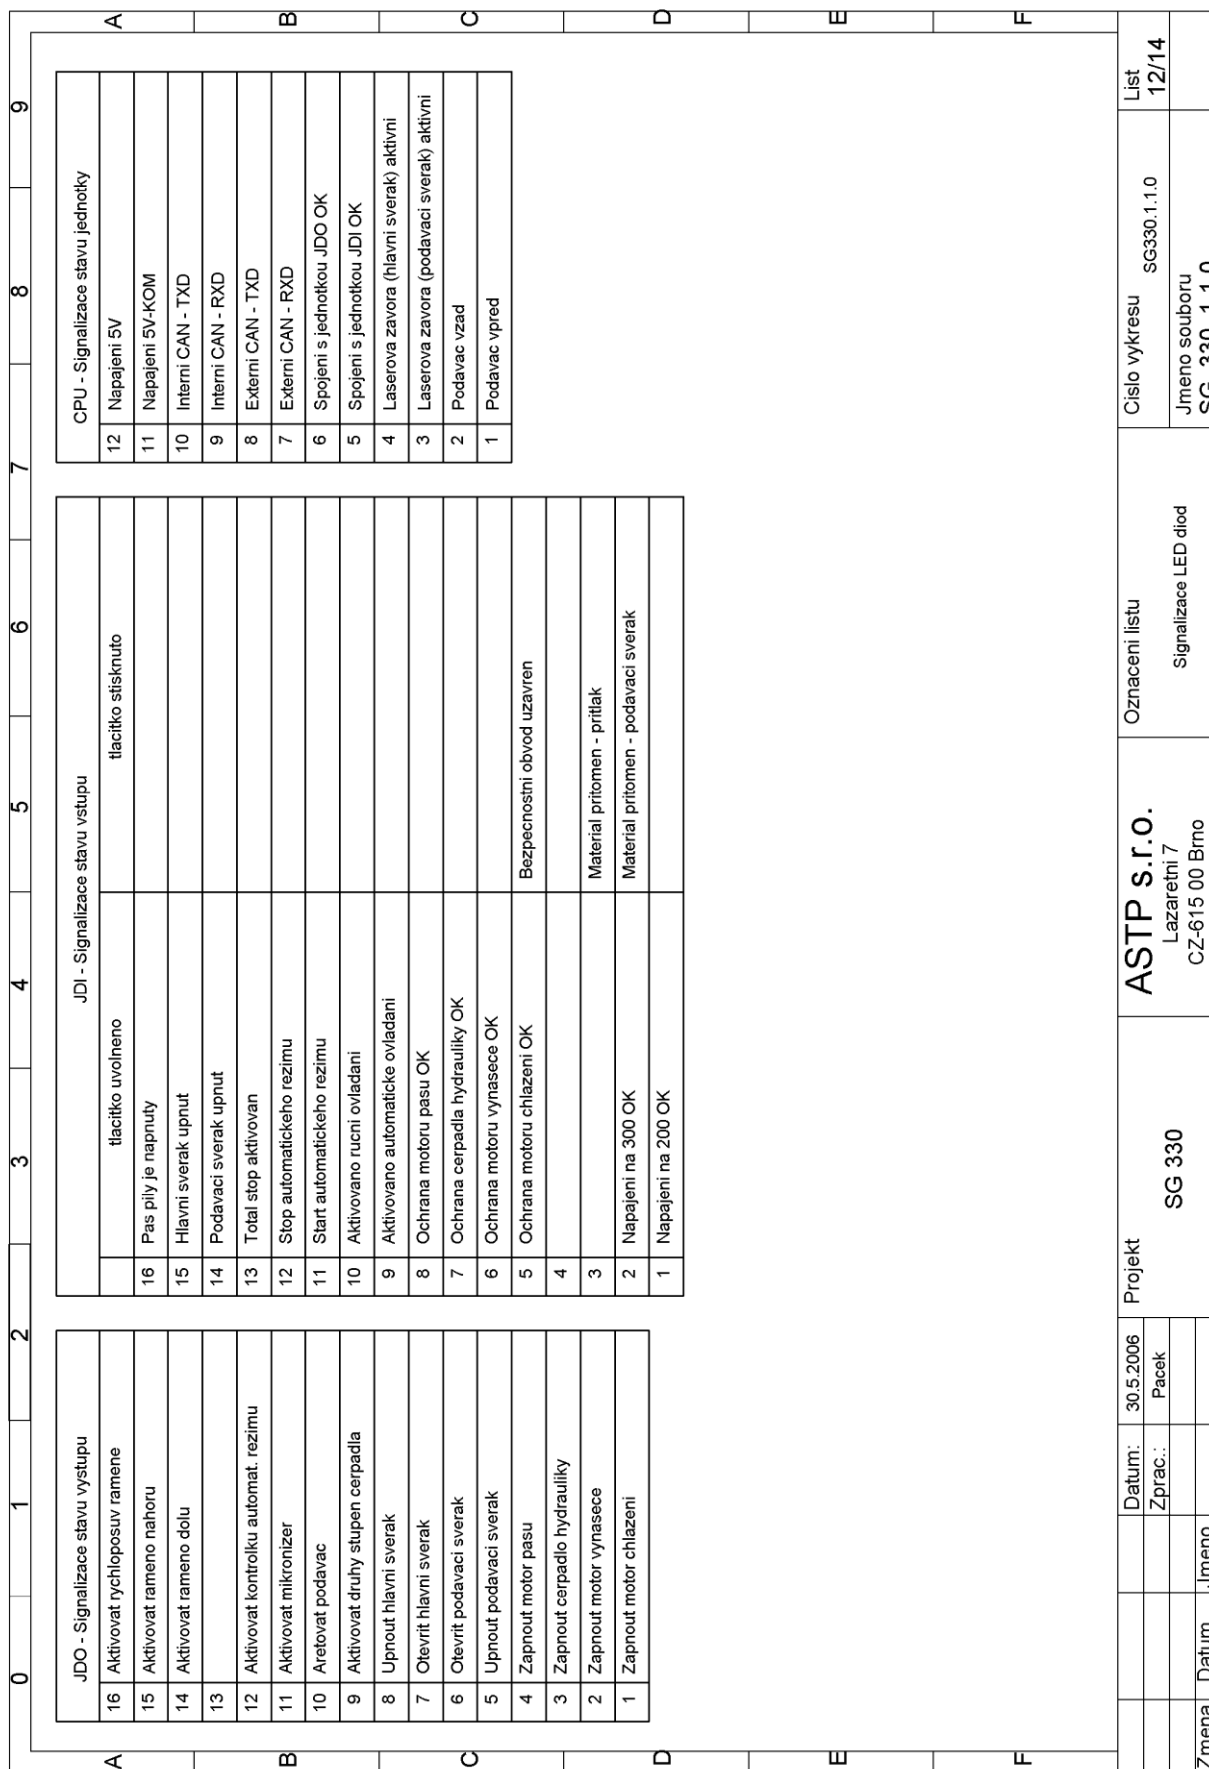 0 1 2 3 4 5 6 7 8 9
A
B
C
D
E
F
JDO - Signalizace stavu vystupu
16 Aktivovat rychloposuv ramene
15 Aktivovat rameno nahoru
14 Aktivovat rameno dolu
13
12 Aktivovat kontrolku automat. rezimu
11 Aktivovat mikronizer
10 Aretovat podavac
9 Aktivovat druhy stupen cerpadla
8 Upnout hlavni sverak
7 Otevrit hlavni sverak
6 Otevrit podavaci sverak
5 Upnout podavaci sverak
4 Zapnout motor pasu
3 Zapnout cerpadlo hydrauliky
2 Zapnout motor vynasece
1 Zapnout motor chlazeni
JDI - Signalizace stavu vstupu
tlacitko uvolneno tlacitko stisknuto
16 Pas pily je napnuty
15 Hlavni sverak upnut
14 Podavaci sverak upnut
13 Total stop aktivovan
12 Stop automatickeho rezimu
11 Start automatickeho rezimu
10 Aktivovano rucni ovladani
9 Aktivovano automaticke ovladani
8 Ochrana motoru pasu OK
7 Ochrana cerpadla hydrauliky OK
6 Ochrana motoru vynasece OK
5 Ochrana motoru chlazeni OK Bezpecnostni obvod uzavren
4
3 Material pritomen - pritlak
2 Napajeni na 300 OK Material pritomen - podavaci sverak
1 Napajeni na 200 OK
CPU - Signalizace stavu jednotky
12 Napajeni 5V
11 Napajeni 5V-KOM
10 Interni CAN - TXD
9 Interni CAN - RXD
8 Externi CAN - TXD
7 Externi CAN - RXD
6 Spojeni s jednotkou JDO OK
5 Spojeni s jednotkou JDI OK
4 Laserova zavora (hlavni sverak) aktivni
3 Laserova zavora (podavaci sverak) aktivni
2 Podavac vzad
1 Podavac vpred
A
B
C
D
E
F
Zmena Datum Jmeno
Datum: 30.5.2006
Zprac.: Pacek
Projekt
SG 330
ASTP s.r.o.
Lazaretni 7
CZ-615 00 Brno
Oznaceni listu
Signalizace LED diod
Cislo vykresu
SG330.1.1.0
Jmeno souboru
SG_330_1.1.0
List
12/14